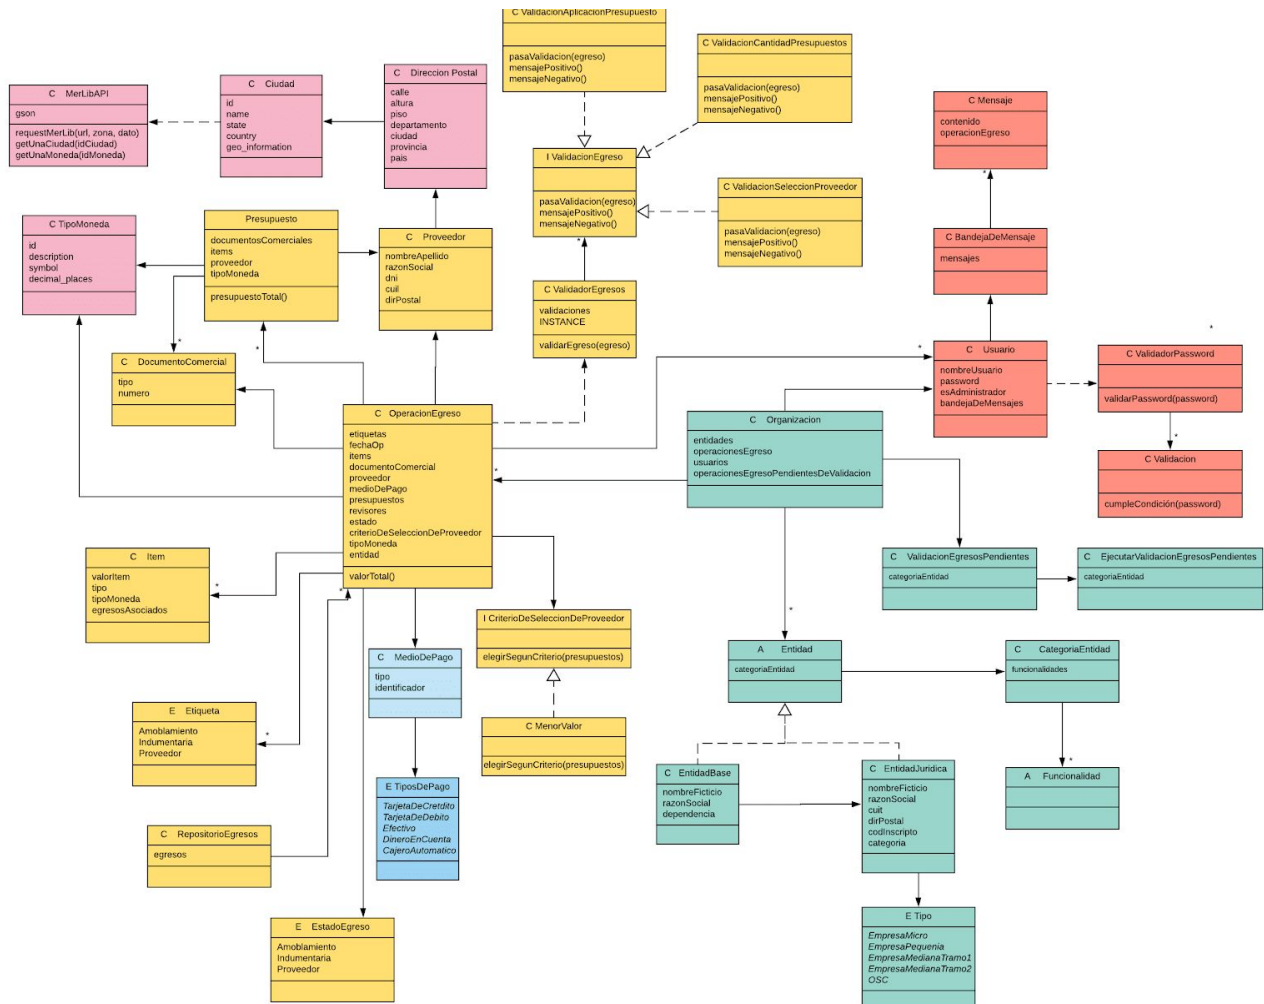 C ValidacionAplicacionPresupuesto
pasaValidacion(egreso)
mensajePositivo()
mensajeNegativo()
C ValidacionCantidadPresupuestos
pasaValidacion(egreso)
mensajePositivo()
mensajeNegativo()
C MerLibAPI
gson
requestMerLib(url, zona, dato)
getUnaCiudad(idCiudad)
getUnaMoneda(idMoneda)
C Ciudad
id
name
state
country
geo_information
C Direccion Postal
calle
altura
piso
departamento
ciudad
provincia
pais
C Mensaje
contenido
operacionEgreso
*
I ValidacionEgreso
pasaValidacion(egreso)
mensajePositivo()
mensajeNegativo()
*
C ValidacionSeleccionProveedor
pasaValidacion(egreso)
mensajePositivo()
mensajeNegativo()
C TipoMoneda
id
description
symbol
decimal_places
Presupuesto
documentosComerciales
items
proveedor
tipoMoneda
presupuestoTotal()
C Proveedor
nombreApellido
razonSocial
dni
cuil
dirPostal
C BandejaDeMensaje
mensajes
C ValidadorEgresos
validaciones
INSTANCE
validarEgreso(egreso)
*
*
*
*
C DocumentoComercial
tipo
numero
C Usuario
nombreUsuario
password
esAdministrador
bandejaDeMensajes
C ValidadorPassword
validarPassword(password)
*
C Validacion
cumpleCondición(password)
C OperacionEgreso
etiquetas
fechaOp
items
documentoComercial
proveedor
medioDePago
presupuestos
revisores
estado
criterioDeSeleccionDeProveedor
tipoMoneda
entidad
valorTotal()
*
C Organizacion
entidades
operacionesEgreso
usuarios
operacionesEgresoPendientesDeValidacion
*
C Item
valorItem
tipo
tipoMoneda
egresosAsociados
*
*
C ValidacionEgresosPendientes
categoriaEntidad
C EjecutarValidacionEgresosPendientes
categoriaEntidad
I CriterioDeSeleccionDeProveedor
elegirSegunCriterio(presupuestos)
*
C MedioDePago
tipo
identificador
A Entidad
categoriaEntidad
C CategoriaEntidad
funcionalidades
E Etiqueta
Amoblamiento
Indumentaria
Proveedor
*
C MenorValor
elegirSegunCriterio(presupuestos)
*
A Funcionalidad
E TiposDePago
TarjetaDeCretdito
TarjetaDeDebito
Efectivo
DineroEnCuenta
CajeroAutomatico
C EntidadBase
nombreFicticio
razonSocial
dependencia
C EntidadJuridica
nombreFicticio
razonSocial
cuit
dirPostal
codInscripto
categoria
C RepositorioEgresos
egresos
E EstadoEgreso
Amoblamiento
Indumentaria
Proveedor
E Tipo
EmpresaMicro
EmpresaPequenia
EmpresaMedianaTramo1
EmpresaMedianaTramo2
OSC